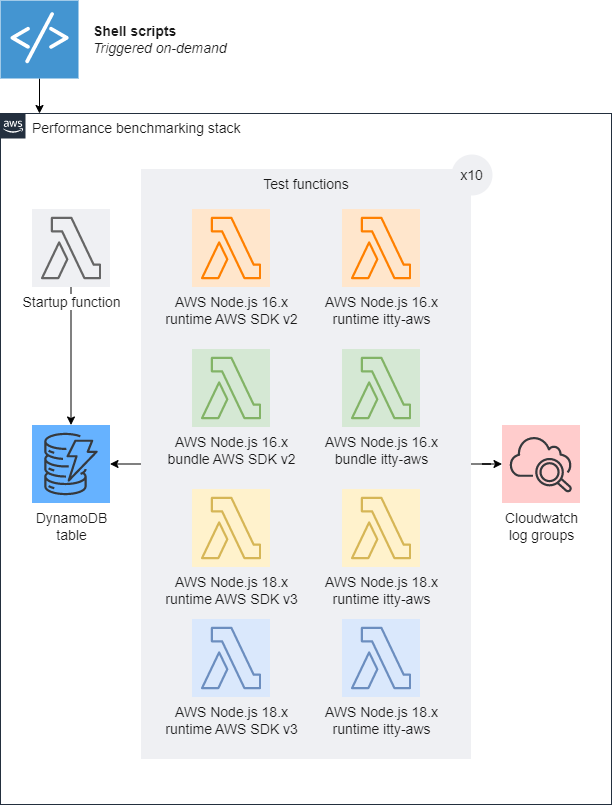 Shell scripts
Triggered on-demand
aws
Performance benchmarking stack
x10
Test functions
Startup function
AWS Node.js 16.x
runtime AWS SDK v2
AWS Node.js 16.x
runtime itty-aws
AWS Node.js 16.x
bundle AWS SDK v2
AWS Node.js 16.x
bundle itty-aws
DynamoDB
table
Cloudwatch
log groups
AWS Node.js 18.x
runtime AWS SDK v3
AWS Node.js 18.x
runtime itty-aws
AWS Node.js 18.x
runtime AWS SDK v3
AWS Node.js 18.x
runtime itty-aws